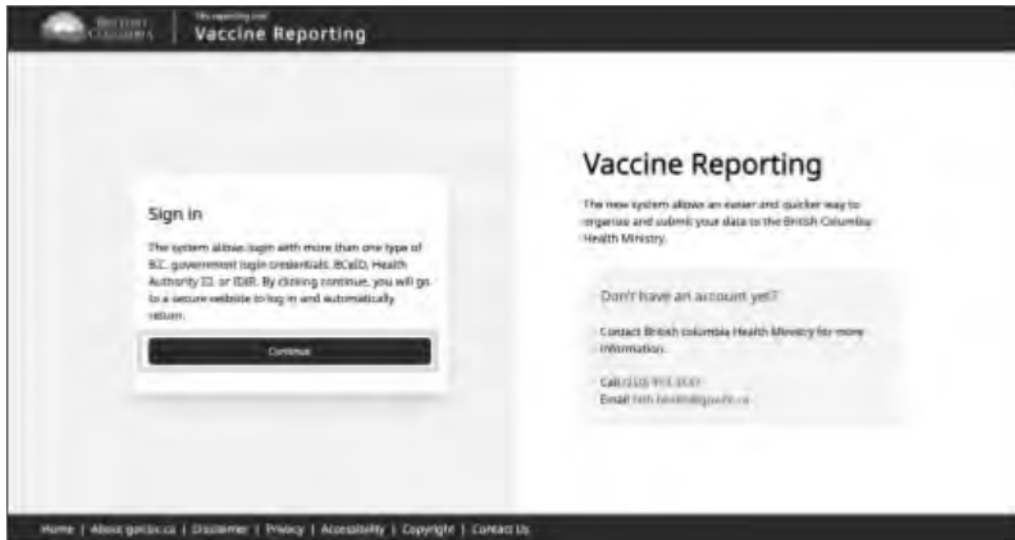 BRITISH
COLUMBIA
Vaccine Reporting
Sign in
The system allows login with more than one type of
B.C. government login credentials, BCeID, Health
Authority ID, or IDIR. By clicking continue, you will go
to a secure website to log in and automatically
return.
Continue
Vaccine Reporting
The new system allows an easier and quicker way to
organize and submit your data to the British Columbia
Health Ministry.
Don't have an account yet?
Contact British columbia Health Ministry for more
information.
Call
Email
Home | About gov.bc.ca | Disclaimer | Privacy | Accessibility | Copyright | Contact Us